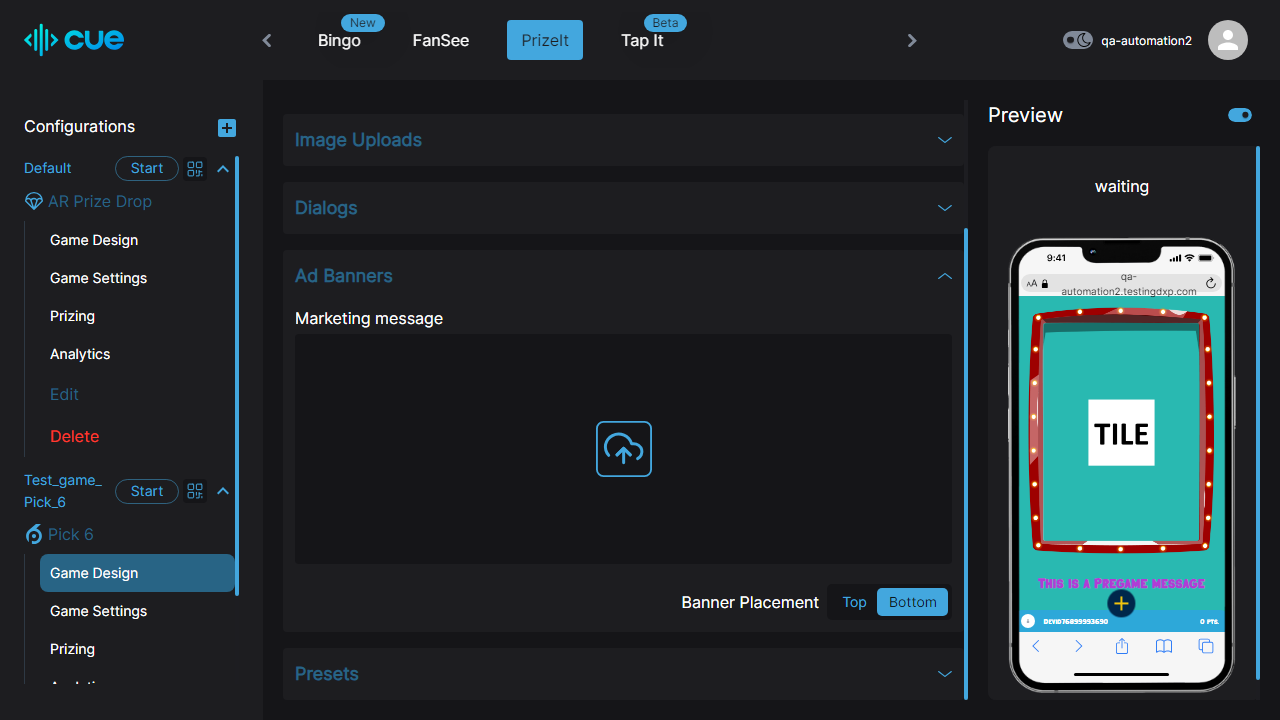 cue
New
Bingo
FanSee
PrizeIt
Beta
Tap It
qa-automation2
Configurations
Default
Start
AR Prize Drop
Game Design
Game Settings
Prizing
Analytics
Edit
Delete
Test_game_
Pick_6
Start
Pick 6
Game Design
Game Settings
Prizing
Image Uploads
Dialogs
Ad Banners
Marketing message
Banner Placement
Top
Bottom
Presets
Preview
waiting
9:41
AA
qa-
automation2.testingdxp.com
TILE
This is a Pregame message
0 PTS.